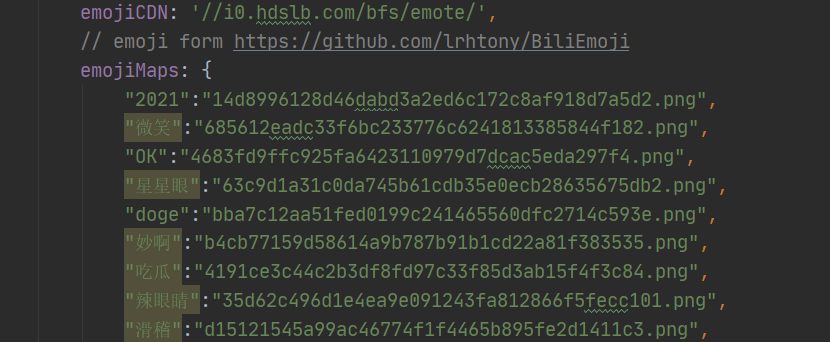 emojiCDN: '//i0.hdslb.com/bfs/emote/',
// emoji form https://github.com/lrhtony/BiliEmoji
emojiMaps: {
"2021":"14d8996128d46dabd3a2ed6c172c8af918d7a5d2.png",
"微笑":"685612eadc33f6bc233776c6241813385844f182.png",
"OK":"4683fd9ffc925fa6423110979d7dcac5eda297f4.png",
"星星眼":"63c9d1a31c0da745b61cdb35e0ecb28635675db2.png",
"doge":"bba7c12aa51fed0199c241465560dfc2714c593e.png",
"妙啊":"b4cb77159d58614a9b787b91b1cd22a81f383535.png",
"吃瓜":"4191ce3c44c2b3df8fd97c33f85d3ab15f4f3c84.png",
"辣眼睛":"35d62c496d1e4ea9e091243fa812866f5fecc101.png",
"滑稽":"d15121545a99ac46774f1f4465b895fe2d1411c3.png",